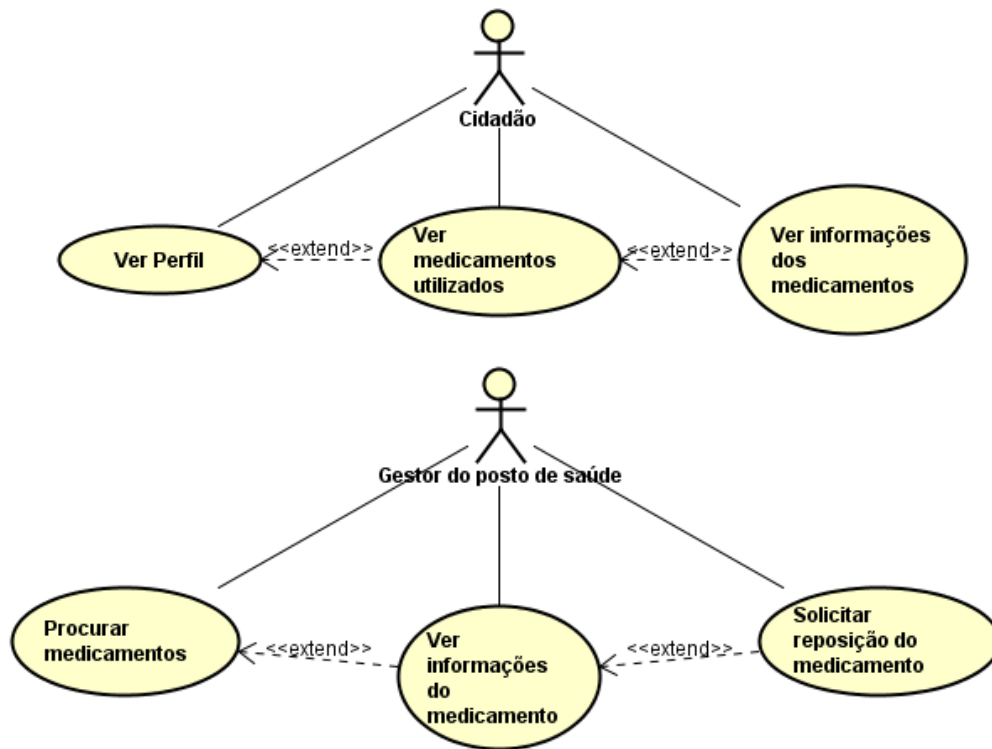 Cidadão
Ver Perfil
<<extend>>
Ver
medicamentos
utilizados
<<extend>>
Ver informações
dos
medicamentos
Gestor do posto de saúde
Procurar
medicamentos
<<extend>>
Ver
informações
do
medicamento
<<extend>>
Solicitar
reposição do
medicamento